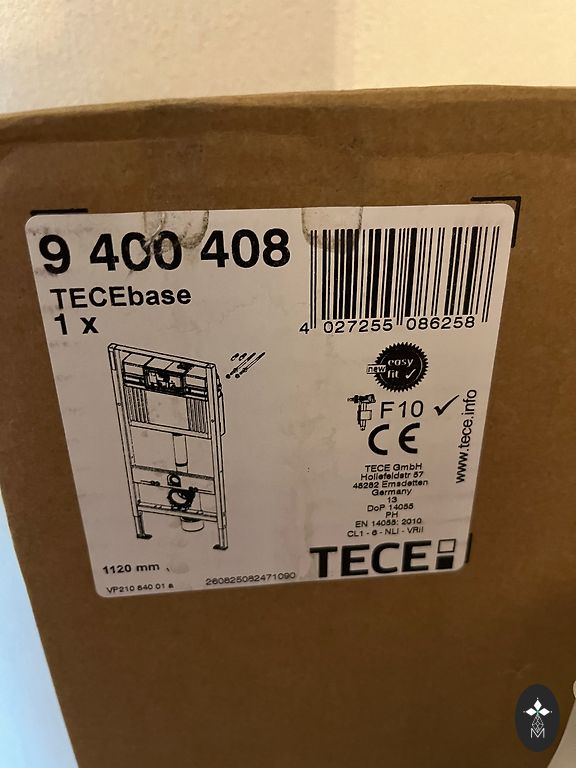 9 400 408
TECEbase
1 x
4 027255 086258
new easy fit
F10
CE
www.tece.info
TECE GmbH
Hollefeldstr 57
48282 Emsdetten
Germany
13
DoP 14055
PH
EN 14055: 2010
CL1 - 6 - NLI - VRII
1120 mm
VP210 640 01 a
260825082471090
TECE
M